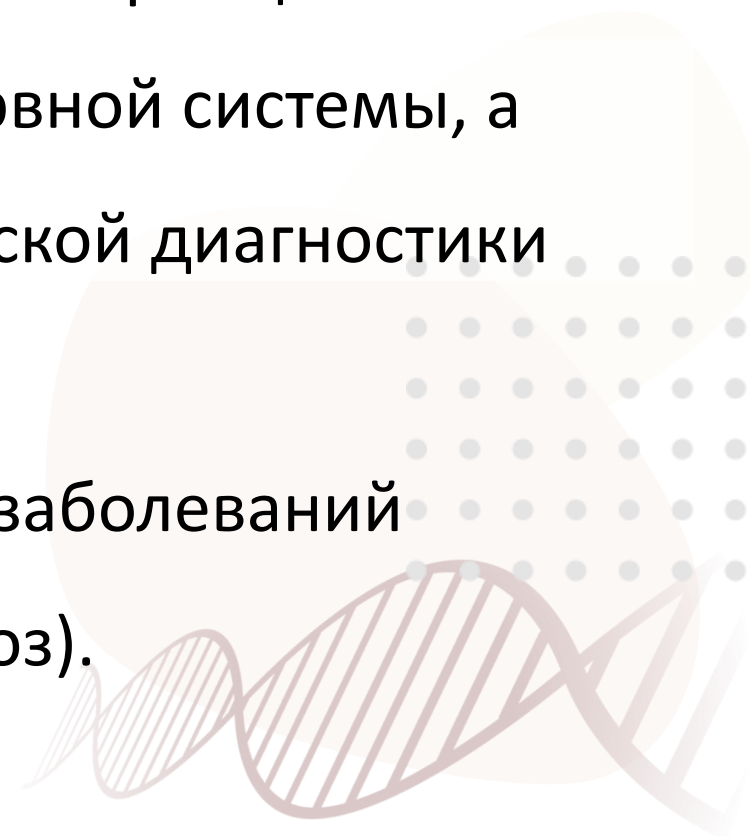 овной системы, а
ской диагностики
заболеваний
оз).